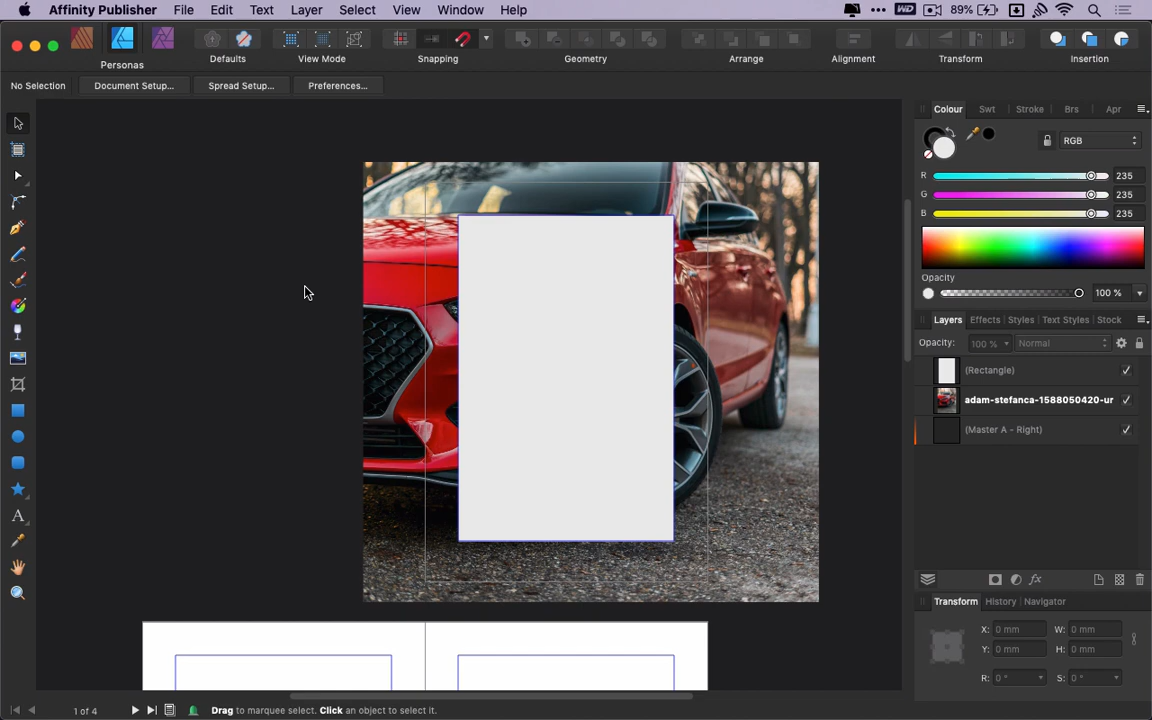 Affinity Publisher File Edit Text Layer Select View Window Help 89%
Personas Defaults View Mode Snapping Geometry Arrange Alignment Transform Insertion
No Selection Document Setup... Spread Setup... Preferences...
Colour Swt Stroke Brs Apr
RGB
R 235
G 235
B 235
Opacity
100 %
Layers Effects Styles Text Styles Stock
Opacity: 100 % Normal
(Rectangle)
adam-stefanca-1588050420-ur
(Master A - Right)
Transform History Navigator
X: 0 mm W: 0 mm
Y: 0 mm H: 0 mm
R: 0 ° S: 0 °
1 of 4 Drag to marquee select. Click an object to select it.